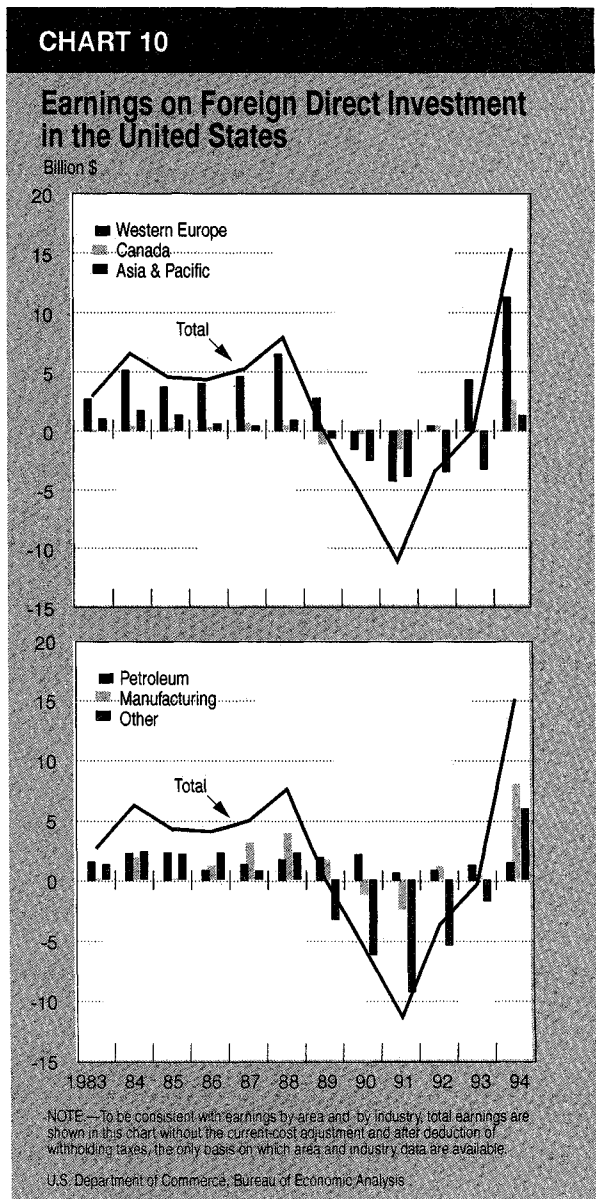 CHART 10
Earnings on Foreign Direct Investment
in the United States
Billion $
20
15
10
5
0
-5
-10
-15
Western Europe
Canada
Asia & Pacific
Total
20
15
10
5
0
-5
-10
-15
Petroleum
Manufacturing
Other
Total
1983 84 85 86 87 88 89 90 91 92 93 94
NOTE.—To be consistent with earnings by area and by industry, total earnings are
shown in this chart without the current-cost adjustment and after deduction of
withholding taxes, the only basis on which area and industry data are available.
U.S. Department of Commerce, Bureau of Economic Analysis